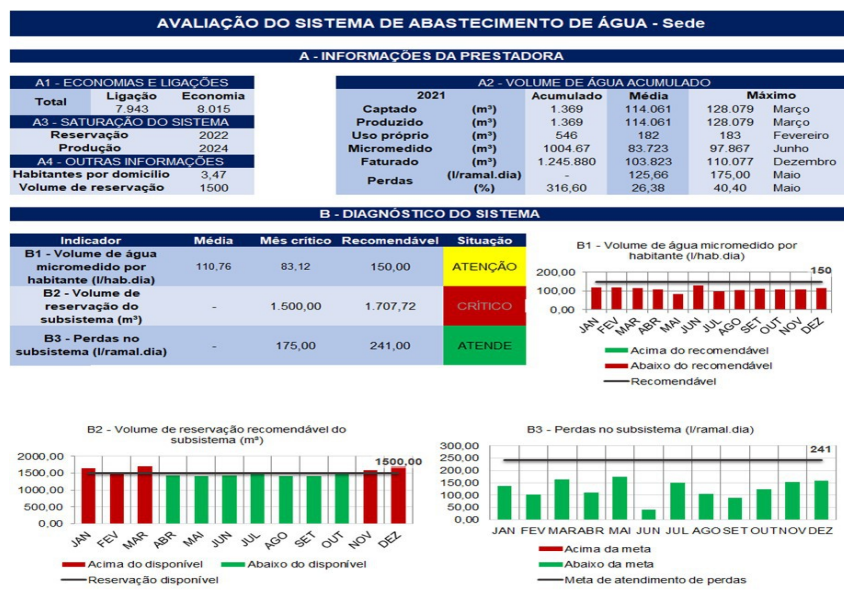 AVALIAÇÃO DO SISTEMA DE ABASTECIMENTO DE ÁGUA - Sede
A - INFORMAÇÕES DA PRESTADORA
A1 - ECONOMIAS E LIGAÇÕES
Total Ligação Economia
7.943 8.015
A3 - SATURAÇÃO DO SISTEMA
Reservação 2022
Produção 2024
A4 - OUTRAS INFORMAÇÕES
Habitantes por domicílio 3,47
Volume de reservação 1500
A2 - VOLUME DE ÁGUA ACUMULADO
2021 Acumulado Média Máximo
Captado (m³) 1.369 114.061 128.079 Março
Produzido (m³) 1.369 114.061 128.079 Março
Uso próprio (m³) 546 182 183 Fevereiro
Micromedido (m³) 1004.67 83.723 97.867 Junho
Faturado (m³) 1.245.880 103.823 110.077 Dezembro
Perdas (l/ramal.dia) - 125,66 175,00 Maio
(%) 316,60 26,38 40,40 Maio
B - DIAGNÓSTICO DO SISTEMA
Indicador Média Mês crítico Recomendável Situação
B1 - Volume de água
micromedido por
habitante (l/hab.dia) 110,76 83,12 150,00 ATENÇÃO
B2 - Volume de
reservação do
subsistema (m³) - 1.500,00 1.707,72 CRÍTICO
B3 - Perdas no
subsistema (l/ramal.dia) - 175,00 241,00 ATENDE
B1 - Volume de água micromedido por
habitante (l/hab.dia)
200,00
150
100,00
0,00
JAN FEV MAR ABR MAI JUN JUL AGO SET OUT NOV DEZ
Acima do recomendável
Abaixo do recomendável
Recomendável
B2 - Volume de reservação recomendável do
subsistema (m³)
2000,00
1500,00
1500,00
1000,00
500,00
0,00
JAN FEV MAR ABR MAI JUN JUL AGO SET OUT NOV DEZ
Acima do disponível Abaixo do disponível
Reservação disponível
B3 - Perdas no subsistema (l/ramal.dia)
300,00
241
250,00
200,00
150,00
100,00
50,00
0,00
JAN FEV MAR ABR MAI JUN JUL AGO SET OUT NOV DEZ
Acima da meta
Abaixo da meta
Meta de atendimento de perdas